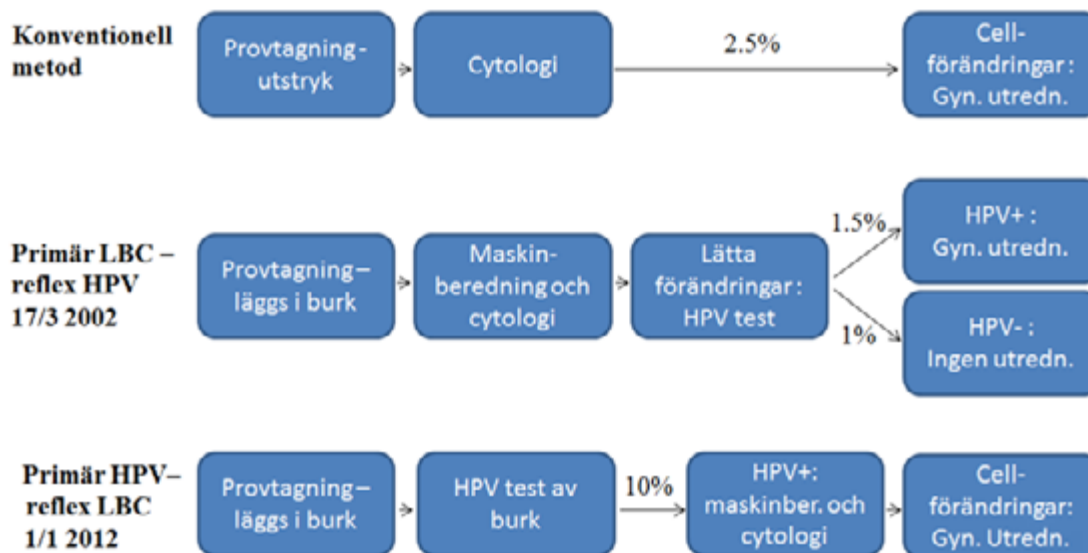 Konventionell
metod
Provtagning -
utstryk
Cytologi
2.5%
Cell-
förändringar :
Gyn. utredn.
Primär LBC –
reflex HPV
17/3 2002
Provtagning –
läggs i burk
Maskin-
beredning och
cytologi
Lätta
förändringar :
HPV test
1.5%
HPV+ :
Gyn. utredn.
1%
HPV- :
Ingen utredn.
Primär HPV–
reflex LBC
1/1 2012
Provtagning –
läggs i burk
HPV test av
burk
10%
HPV+:
maskinber. och
cytologi
Cell-
förändringar:
Gyn. Utredn.